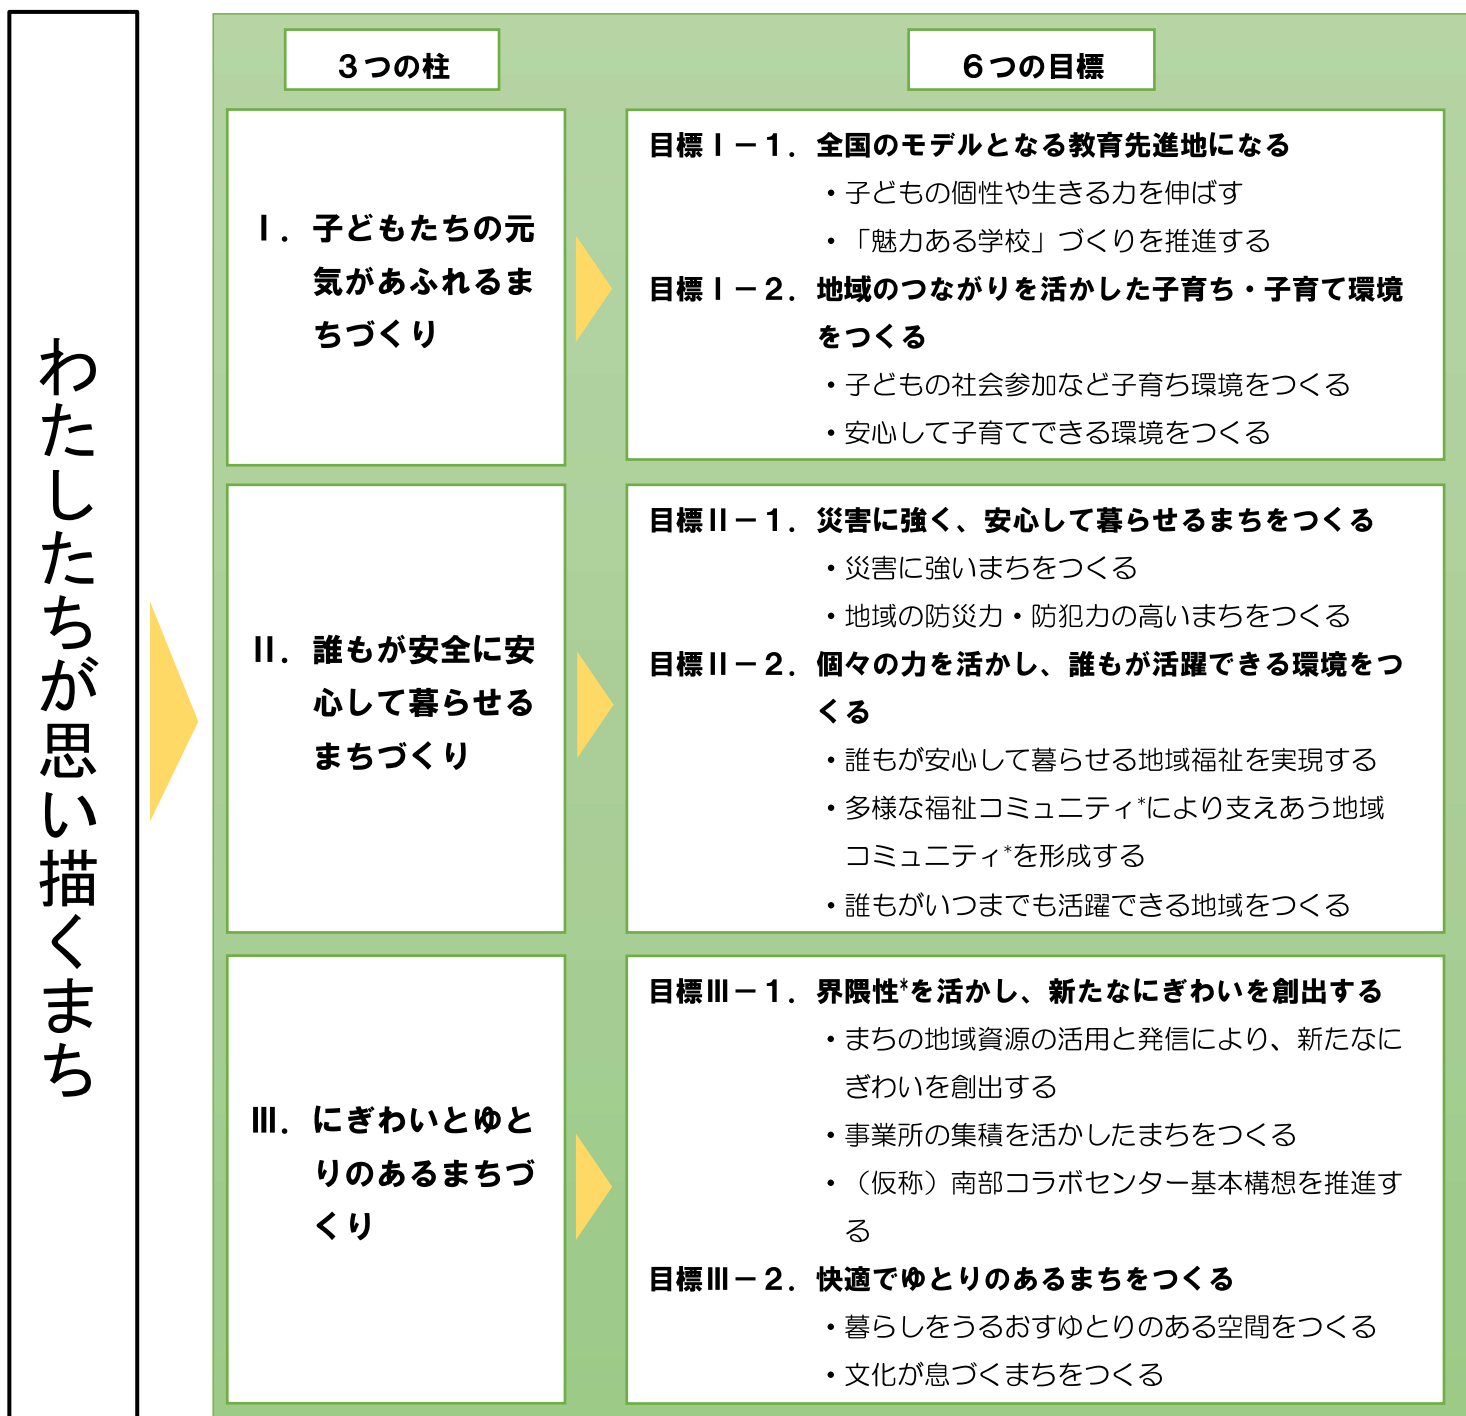 わたしたちが思い描くまち
３つの柱
６つの目標
Ⅰ．子どもたちの元
気があふれるま
ちづくり
目標Ⅰ－１．全国のモデルとなる教育先進地になる
・子どもの個性や生きる力を伸ばす
・「魅力ある学校」づくりを推進する
目標Ⅰ－２．地域のつながりを活かした子育ち・子育て環境
をつくる
・子どもの社会参加など子育ち環境をつくる
・安心して子育てできる環境をつくる
Ⅱ．誰もが安全に安
心して暮らせる
まちづくり
目標Ⅱ－１．災害に強く、安心して暮らせるまちをつくる
・災害に強いまちをつくる
・地域の防災力・防犯力の高いまちをつくる
目標Ⅱ－２．個々の力を活かし、誰もが活躍できる環境をつ
くる
・誰もが安心して暮らせる地域福祉を実現する
・多様な福祉コミュニティ*により支えあう地域
コミュニティ*を形成する
・誰もがいつまでも活躍できる地域をつくる
Ⅲ．にぎわいとゆと
りのあるまちづ
くり
目標Ⅲ－１．界隈性*を活かし、新たなにぎわいを創出する
・まちの地域資源の活用と発信により、新たなに
ぎわいを創出する
・事業所の集積を活かしたまちをつくる
・（仮称）南部コラボセンター基本構想を推進す
る
目標Ⅲ－２．快適でゆとりのあるまちをつくる
・暮らしをうるおすゆとりのある空間をつくる
・文化が息づくまちをつくる